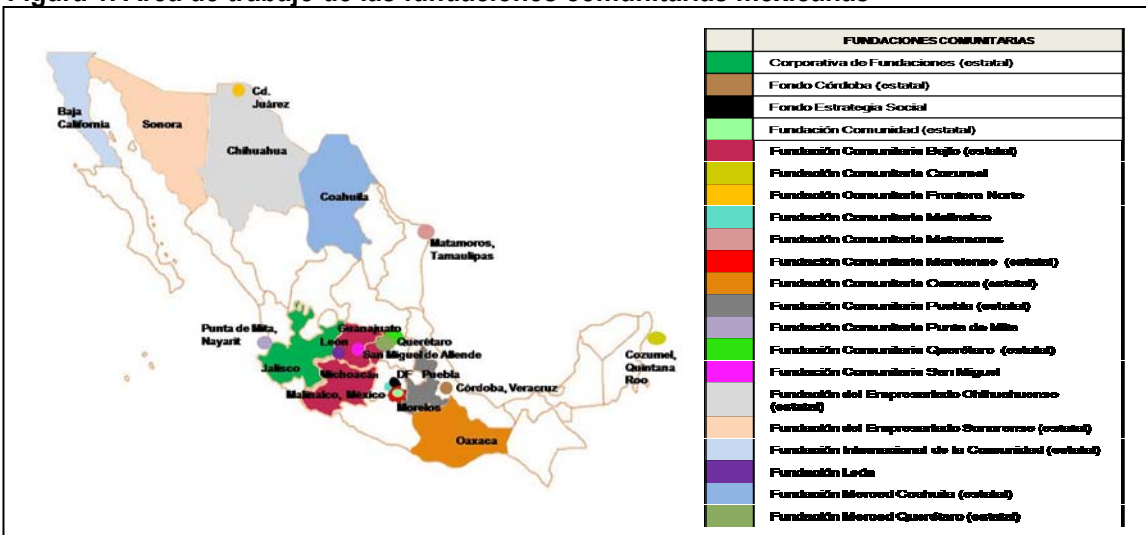 Figura 1. Área de trabajo de las fundaciones comunitarias mexicanas
Baja
California
Sonora
Cd.
Juárez
Chihuahua
Coahuila
Matamoros,
Tamaulipas
Punta de Mita,
Nayarit
Guanajuato
León
Querétaro
San Miguel de Allende
Jalisco
Michoacán
DF
Puebla
Malinalco, México
Córdoba, Veracruz
Morelos
Oaxaca
Cozumel,
Quintana
Roo
FUNDACIONES COMUNITARIAS
Corporativa de Fundaciones (estatal)
Fondo Córdoba (estatal)
Fondo Estrategia Social
Fundación Comunidad (estatal)
Fundación Comunitaria Bajío (estatal)
Fundación Comunitaria Cozumel
Fundación Comunitaria Frontera Norte
Fundación Comunitaria Malinalco
Fundación Comunitaria Matamoros
Fundación Comunitaria Morelense (estatal)
Fundación Comunitaria Oaxaca (estatal)
Fundación Comunitaria Puebla (estatal)
Fundación Comunitaria Punta de Mita
Fundación Comunitaria Querétaro (estatal)
Fundación Comunitaria San Miguel
Fundación del Empresariado Chihuahuense
(estatal)
Fundación del Empresariado Sonorense (estatal)
Fundación Internacional de la Comunidad (estatal)
Fundación León
Fundación Merced Coahuila (estatal)
Fundación Merced Querétaro (estatal)